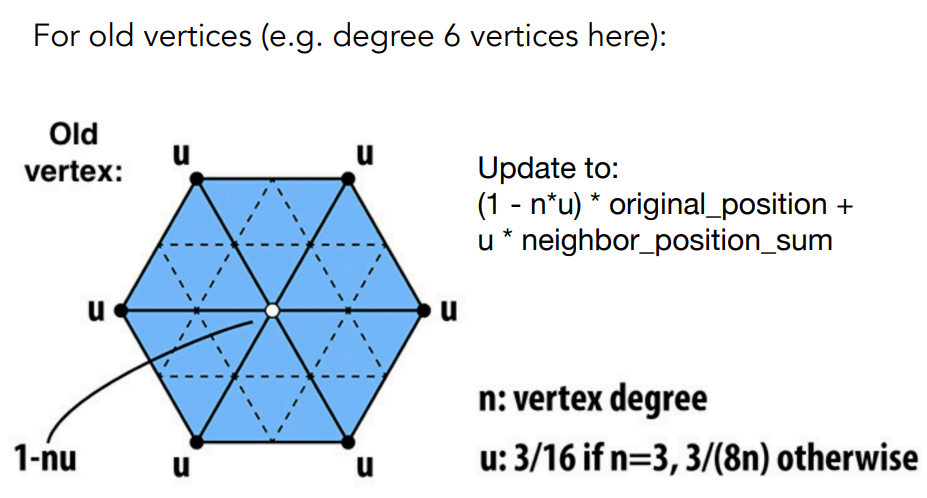 For old vertices (e.g. degree 6 vertices here):
Old
vertex:
u
u
u
u
1-nu
u
u
Update to:
(1 - n*u) * original_position +
u * neighbor_position_sum
n: vertex degree
u: 3/16 if n=3, 3/(8n) otherwise